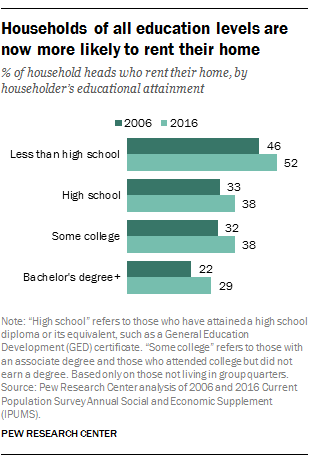 Households of all education levels are
now more likely to rent their home
% of household heads who rent their home, by
householder's educational attainment
2006 2016
Less than high school 46
52
High school 33
38
Some college 32
38
Bachelor's degree+ 22
29
Note: “High school” refers to those who have attained a high school
diploma or its equivalent, such as a General Education
Development (GED) certificate. “Some college” refers to those with
an associate degree and those who attended college but did not
earn a degree. Based only on those not living in group quarters.
Source: Pew Research Center analysis of 2006 and 2016 Current
Population Survey Annual Social and Economic Supplement
(IPUMS).
PEW RESEARCH CENTER